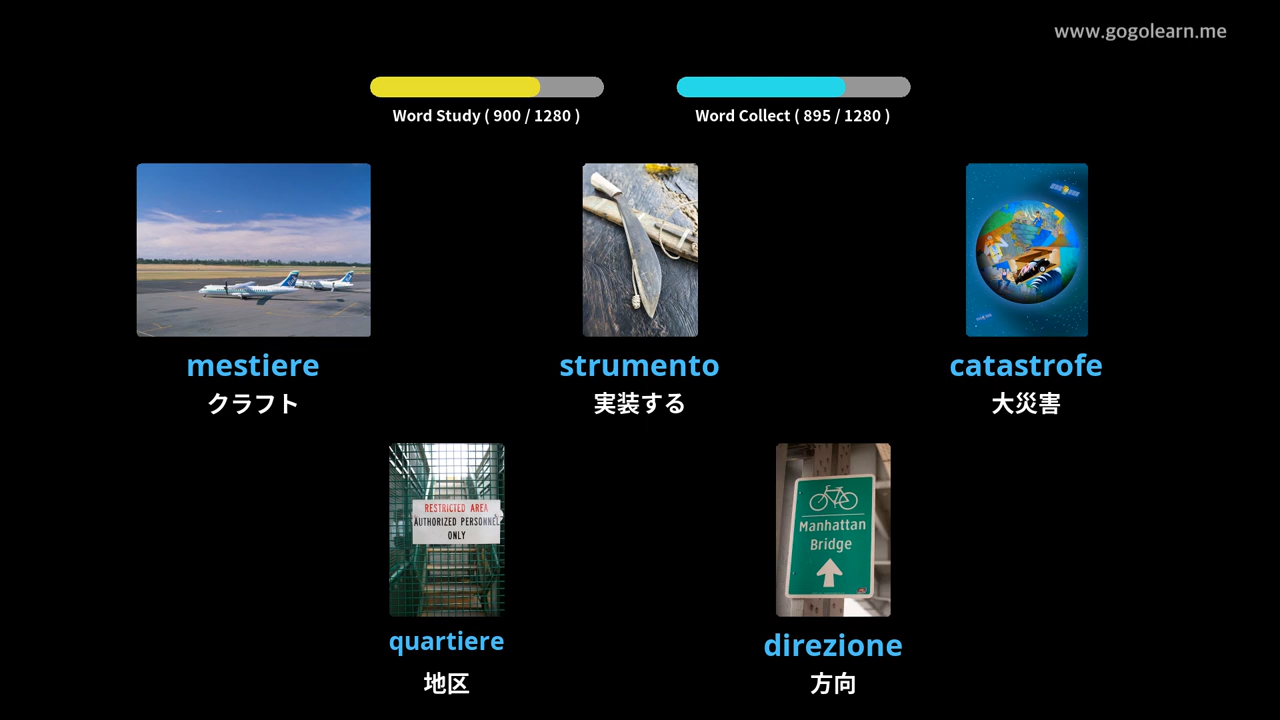 www.gogolearn.me
Word Study ( 900 / 1280 )
Word Collect ( 895 / 1280 )
mestiere
クラフト
strumento
実装する
catastrofe
大災害
RESTRICTED AREA
AUTHORIZED PERSONNEL
ONLY
quartiere
地区
Manhattan
Bridge
direzione
方向